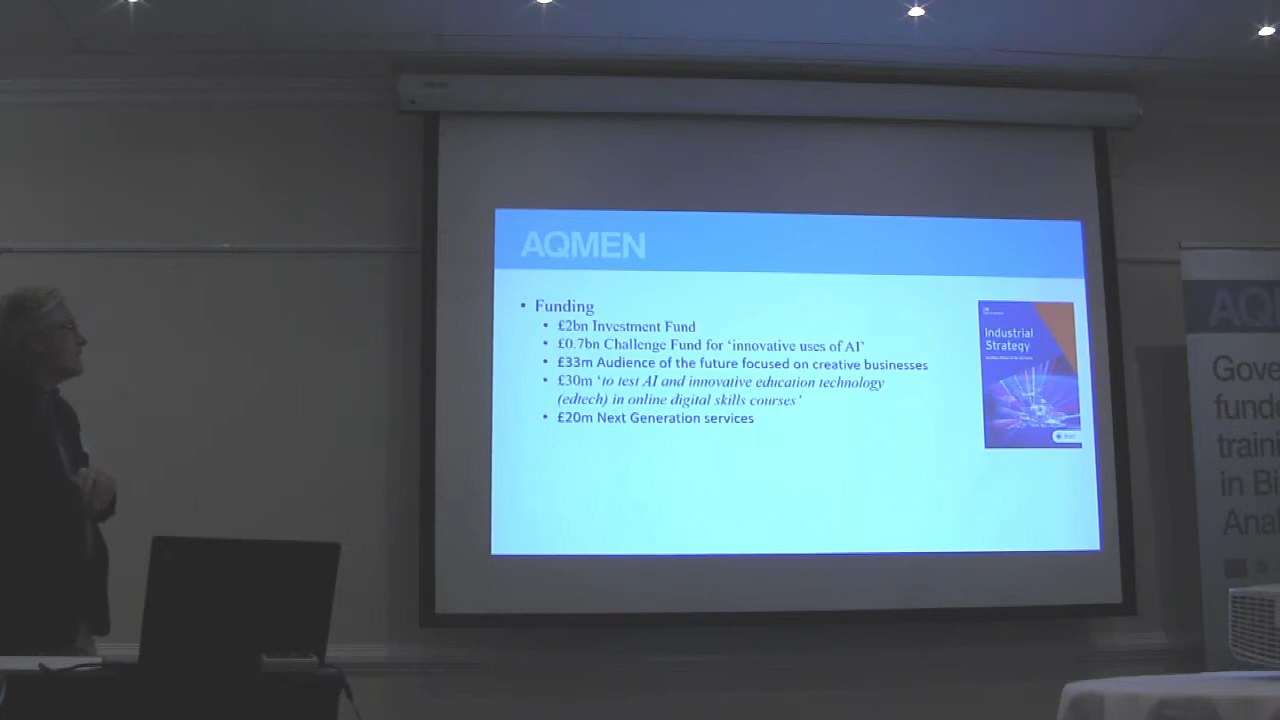 AQMEN
• Funding
• £2bn Investment Fund
• £0.7bn Challenge Fund for ‘innovative uses of AI’
• £33m Audience of the future focused on creative businesses
• £30m ‘to test AI and innovative education technology
(edtech) in online digital skills courses’
• £20m Next Generation services
Industrial
Strategy
AQ
Gove
funde
traini
in Bi
Ana